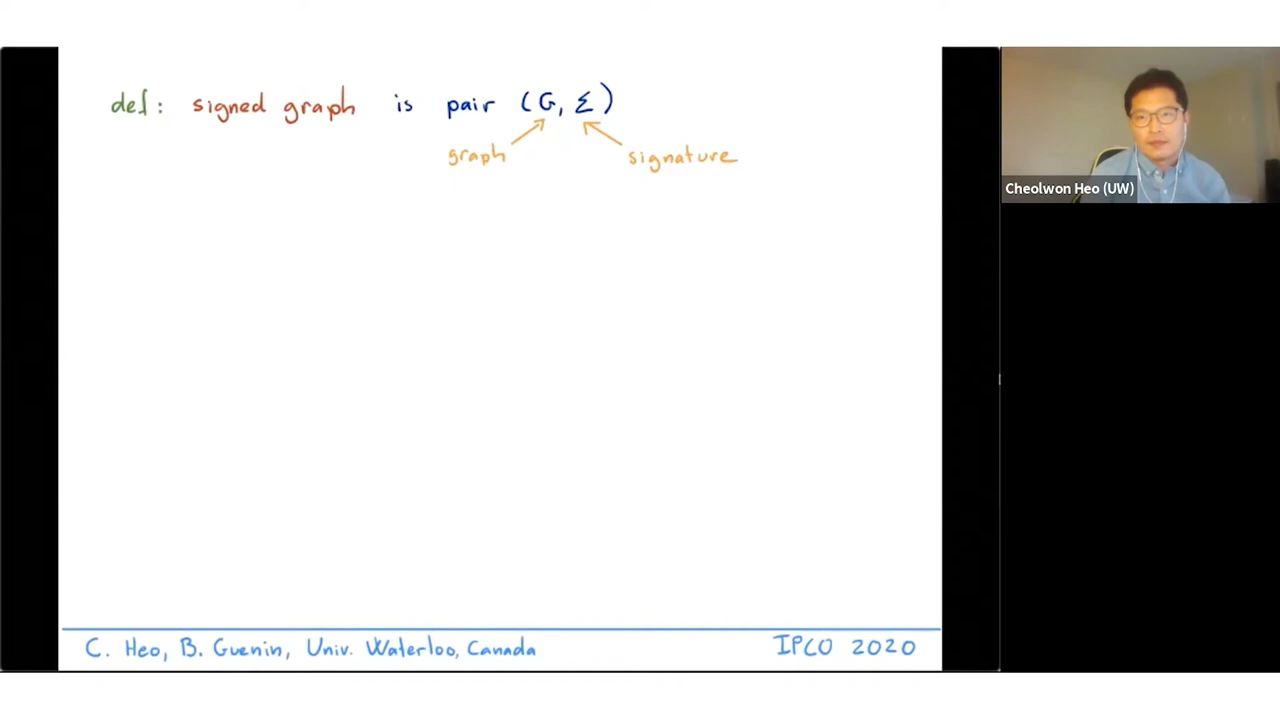 def: signed graph is pair (G, Σ)
graph signature
Cheolwon Heo (UW)
C. Heo, B. Guenin, Univ. Waterloo, Canada IPCO 2020